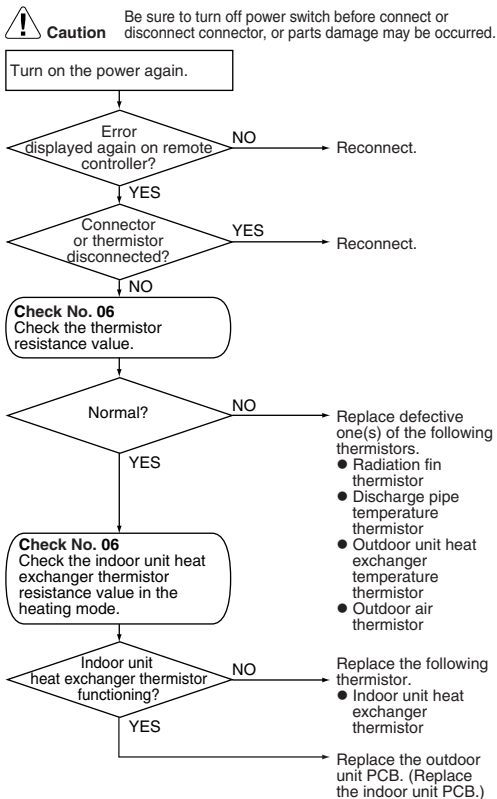 Caution
Be sure to turn off power switch before connect or
disconnect connector, or parts damage may be occurred.
Turn on the power again.
Error
displayed again on remote
controller?
NO
Reconnect.
YES
Connector
or thermistor
disconnected?
YES
Reconnect.
NO
Check No. 06
Check the thermistor
resistance value.
Normal?
NO
Replace defective
one(s) of the following
thermistors.
● Radiation fin
thermistor
● Discharge pipe
temperature
thermistor
● Outdoor unit heat
exchanger
temperature
thermistor
● Outdoor air
thermistor
YES
Check No. 06
Check the indoor unit heat
exchanger thermistor
resistance value in the
heating mode.
Indoor unit
heat exchanger thermistor
functioning?
NO
Replace the following
thermistor.
● Indoor unit heat
exchanger
thermistor
YES
Replace the outdoor
unit PCB. (Replace
the indoor unit PCB.)